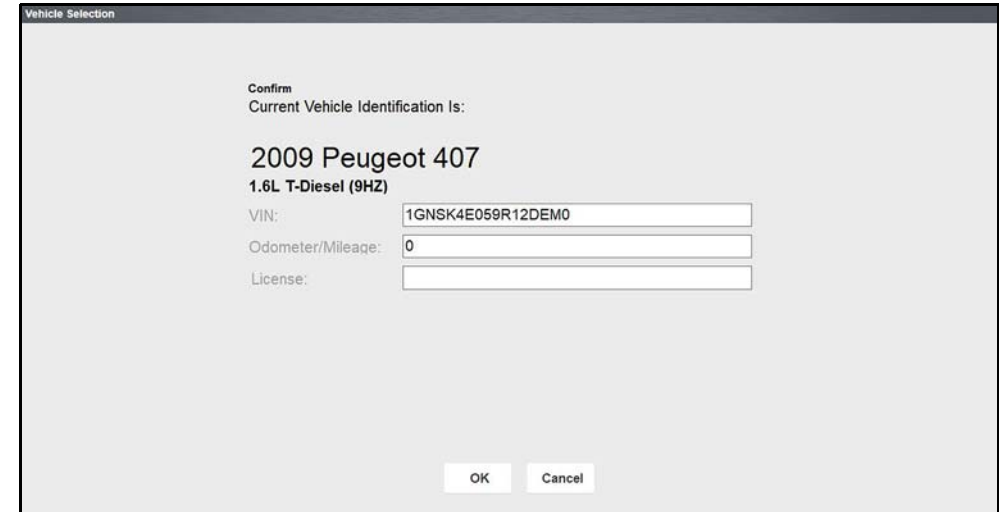 Vehicle Selection
Confirm
Current Vehicle Identification Is:
2009 Peugeot 407
1.6L T-Diesel (9HZ)
VIN: 1GNSK4E059R12DEM0
Odometer/Mileage: 0
License:
OK Cancel